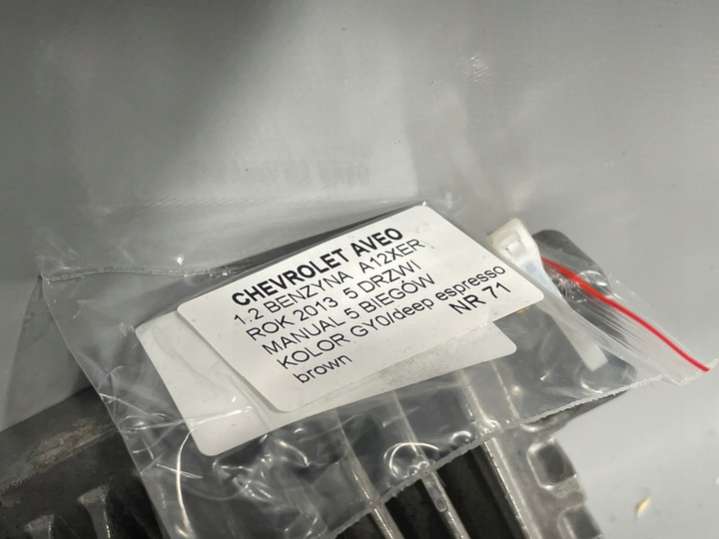 CHEVROLET AVEO
1.2 BENZYNA A12XER
ROK 2013 5 DRZWI
MANUAL 5 BIEGÓW
KOLOR GY0/deep espresso
brown NR 71